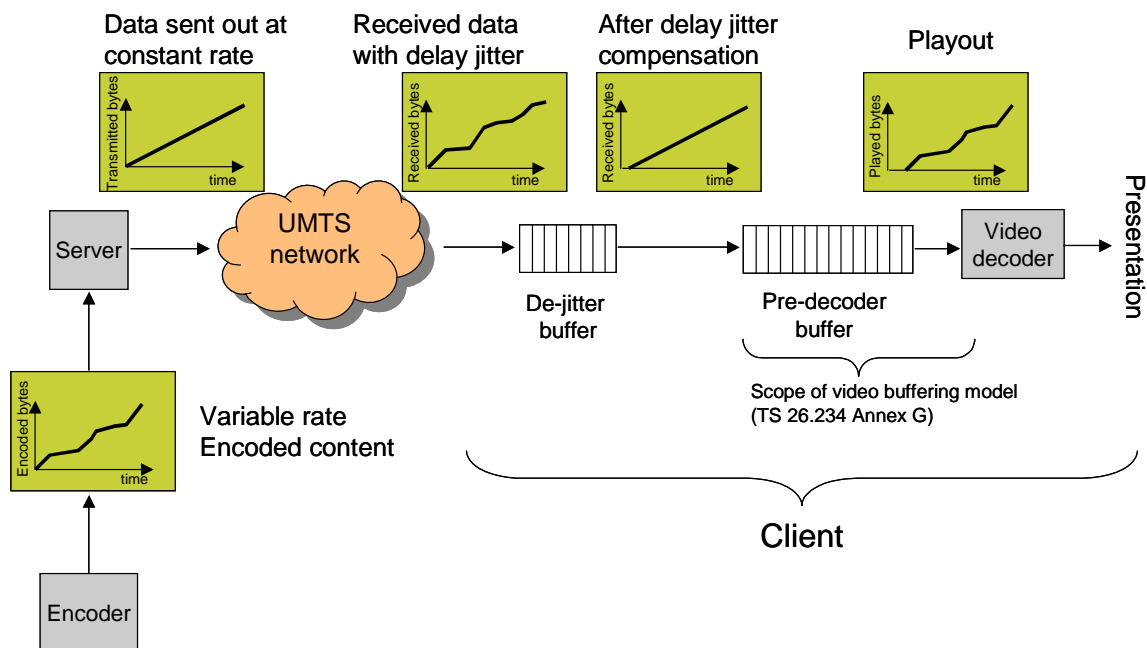 Data sent out at
constant rate
Transmitted bytes
time
Received data
with delay jitter
Received bytes
time
After delay jitter
compensation
Received bytes
time
Playout
Played bytes
time
Server
UMTS
network
De-jitter
buffer
Pre-decoder
buffer
Video
decoder
Presentation
Scope of video buffering model
(TS 26.234 Annex G)
Client
Encoded bytes
time
Variable rate
Encoded content
Encoder